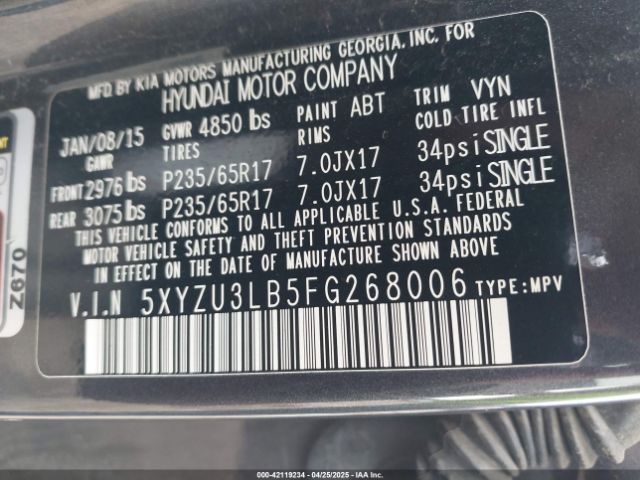 MFD.BY KIA MOTORS MANUFACTURING GEORGIA,INC.FOR
HYUNDAI MOTOR COMPANY
JAN/08/15 GVWR 4850 lbs PAINT ABT TRIM VYN
GAWR TIRES RIMS COLD TIRE INFL
FRONT 2976 lbs P235/65R17 7.0JX17 34psi SINGLE
REAR 3075 lbs P235/65R17 7.0JX17 34psi SINGLE
THIS VEHICLE CONFORMS TO ALL APPLICABLE U.S.A. FEDERAL
MOTOR VEHICLE SAFETY AND THEFT PREVENTION STANDARDS
IN EFFECT ON THE DATE OF MANUFACTURE SHOWN ABOVE
V.I.N 5XYZU3LB5FG268006 TYPE:MPV
Z670
000-42119234 - 04/25/2025 - IAA Inc.